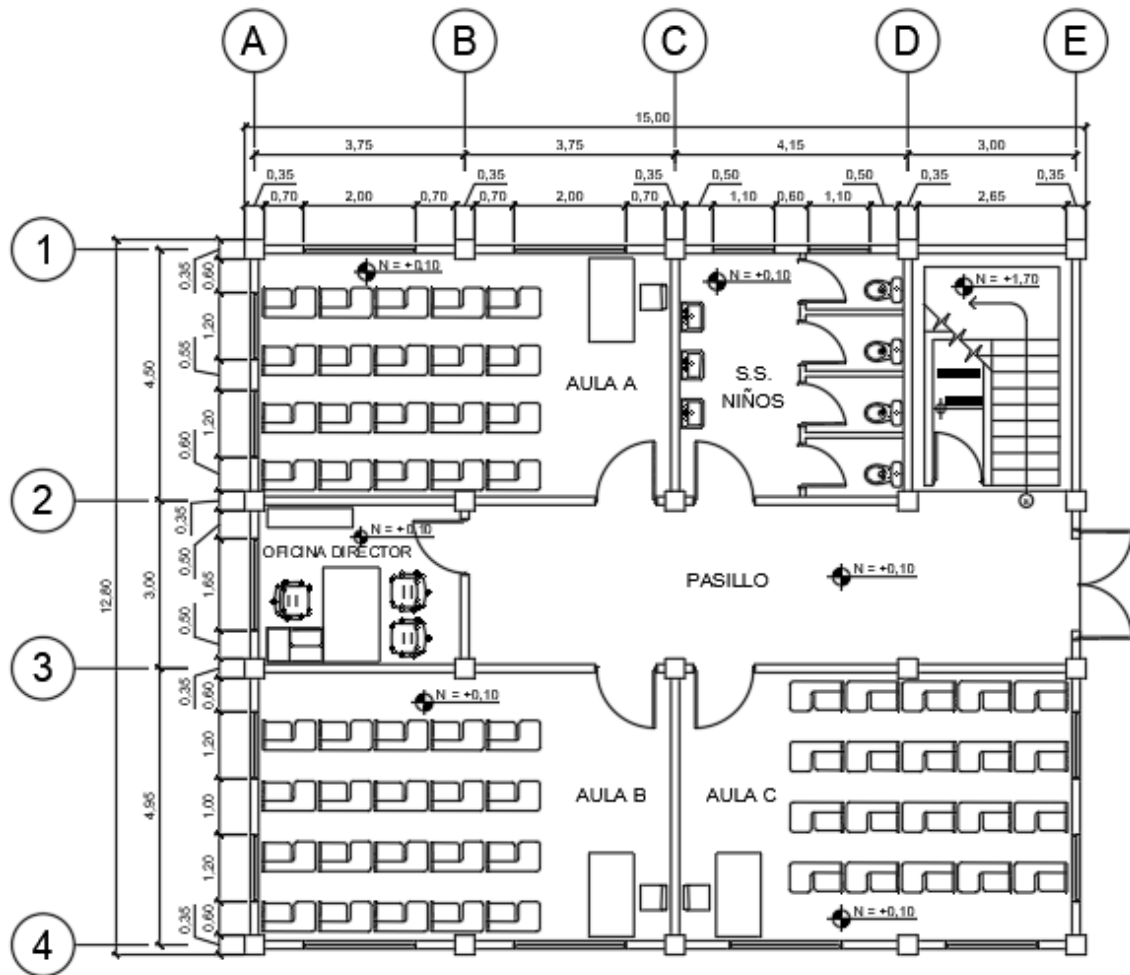 A B C D E
15,00
3,75 3,75 4,15 3,00
0,35 0,35 0,35 0,50 0,50 0,35 0,35
0,70 2,00 0,70 0,70 2,00 0,70 1,10 0,60 1,10 2,65
1
N = +0,10
N = +0,10
N = +1,70
0,35
0,60
1,20
0,55
1,20
0,60
4,50
AULA A
S.S.
NIÑOS
2
N = +0,10
OFICINA DIRECTOR
PASILLO
N = +0,10
0,35
0,50
1,65
0,50
3,00
12,80
3
N = +0,10
0,35
0,60
1,20
1,00
1,20
0,60
0,35
4,95
AULA B
AULA C
N = +0,10
4